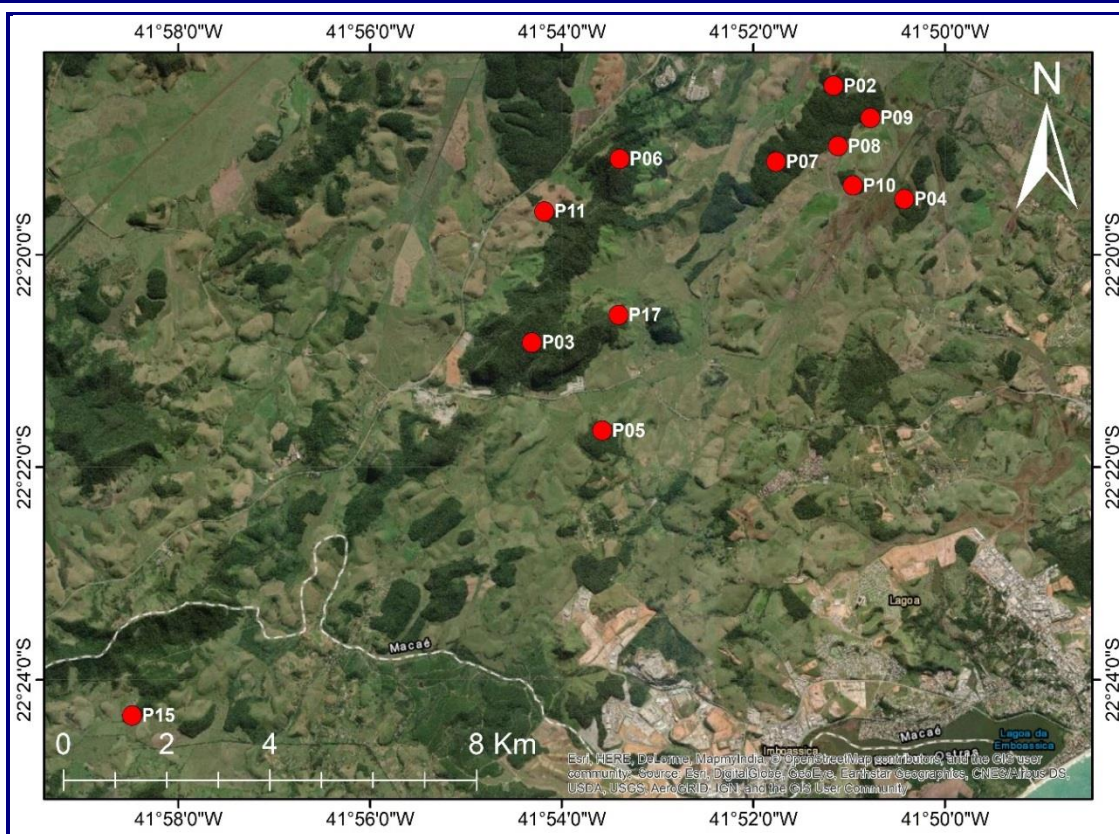 41°58'0"W 41°56'0"W 41°54'0"W 41°52'0"W 41°50'0"W
N
P02
P09
P08
P06
P07
P10
P04
P11
22°20'0"S 22°20'0"S
P17
P03
P05
22°22'0"S 22°22'0"S
Lagoa
Macaé
22°24'0"S 22°24'0"S
P15
Macaé
Lagoa da
Imboassica
Ostras
Emboassica
0 2 4 8 Km
Esri, HERE, DeLorme, MapmyIndia, © OpenStreetMap contributors, and the GIS user
community; Source: Esri, DigitalGlobe, GeoEye, Earthstar Geographics, CNES/Airbus DS,
USDA, USGS, AeroGRID, IGN, and the GIS User Community
41°58'0"W 41°56'0"W 41°54'0"W 41°52'0"W 41°50'0"W